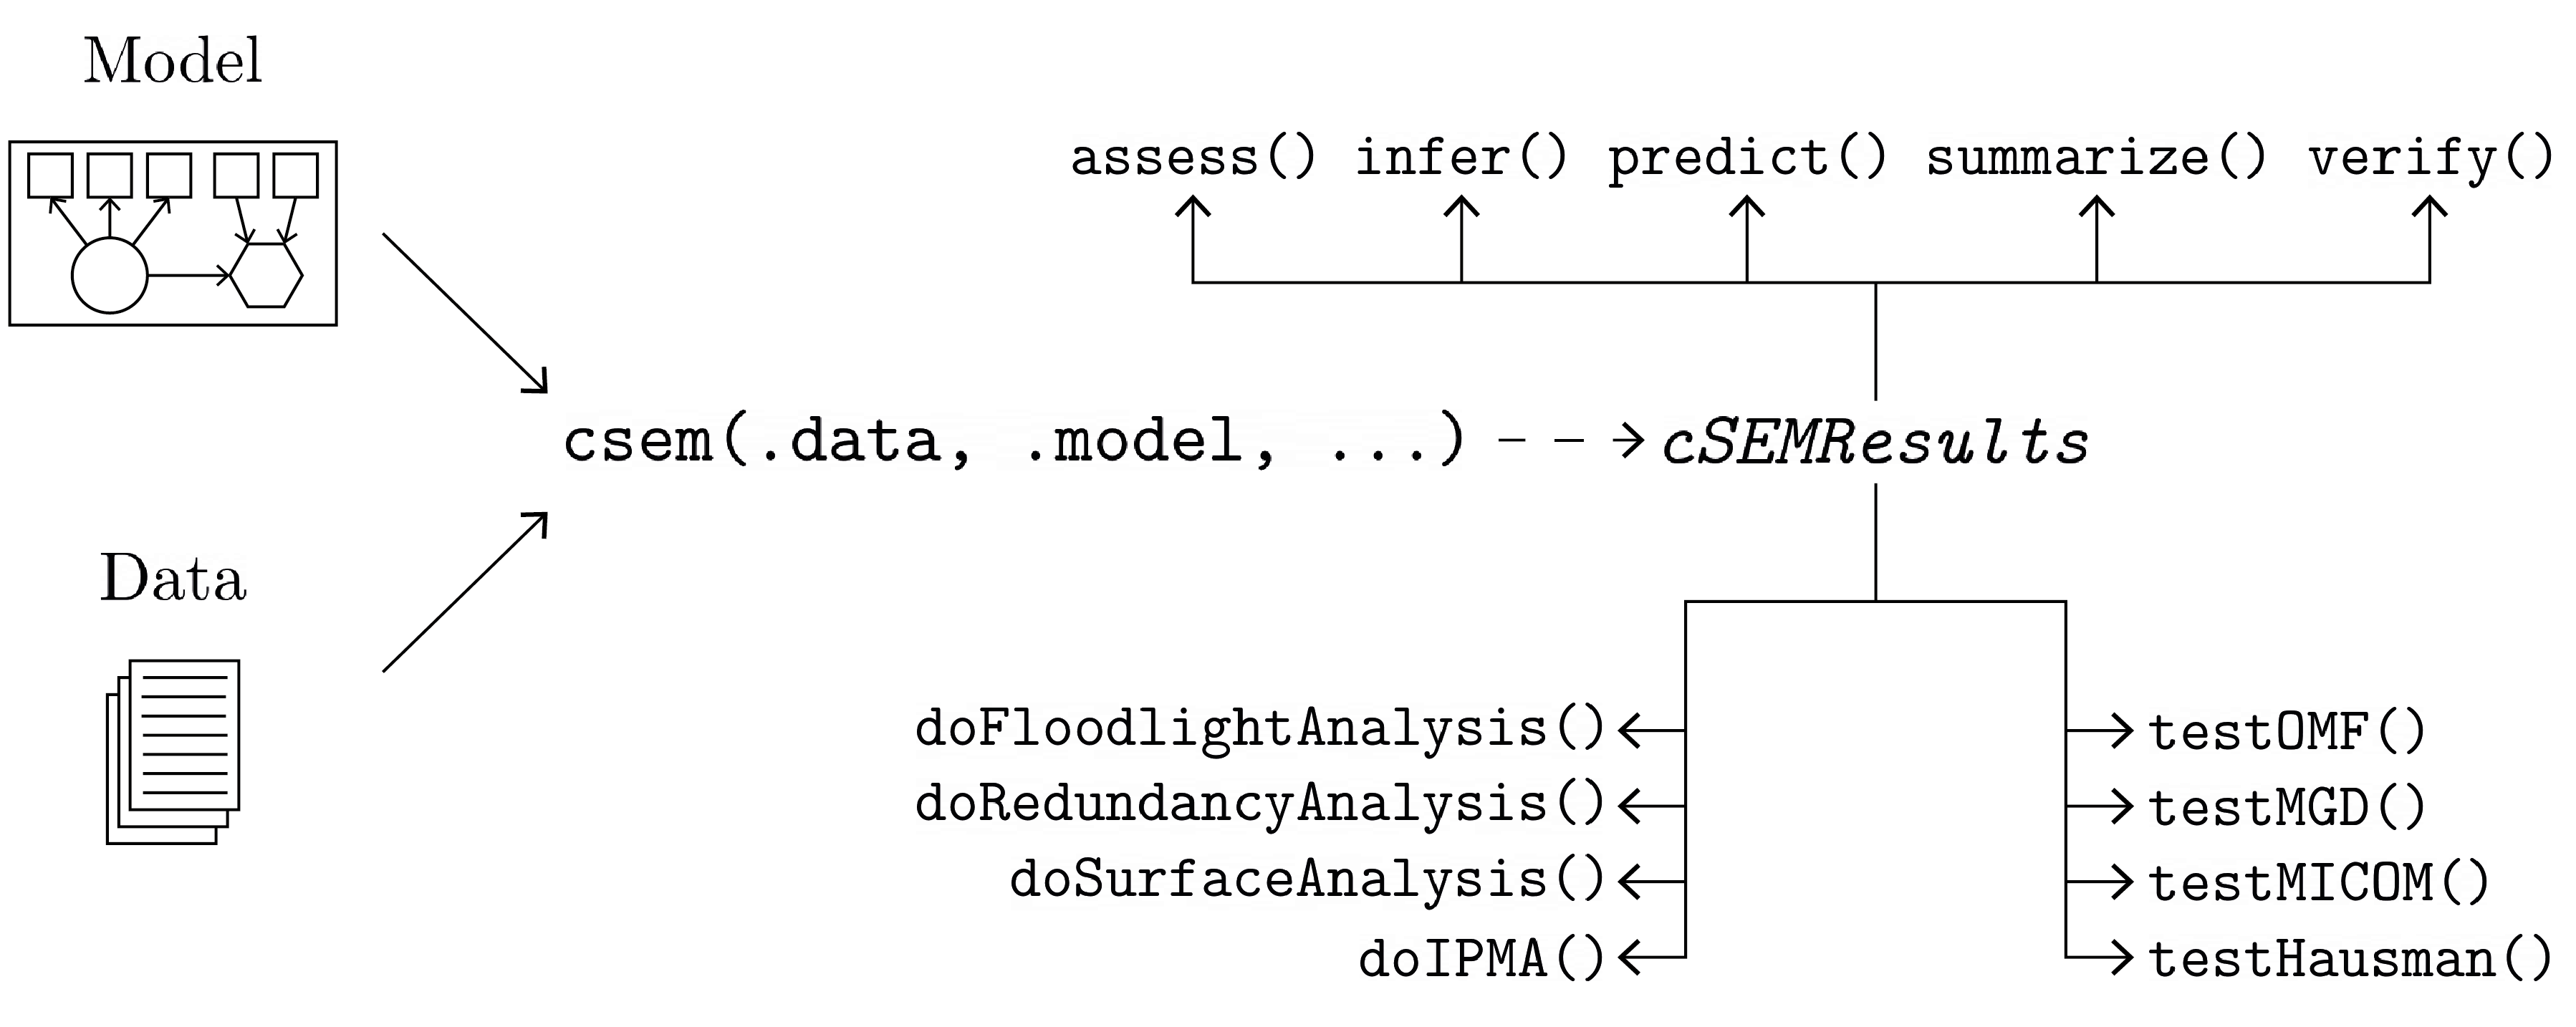 Model
assess() infer() predict() summarize() verify()
csem(.data, .model, ...) - - → cSEMResults
Data
doFloodlightAnalysis()
doRedundancyAnalysis()
doSurfaceAnalysis()
doIPMA()
testOMF()
testMGD()
testMICOM()
testHausman()